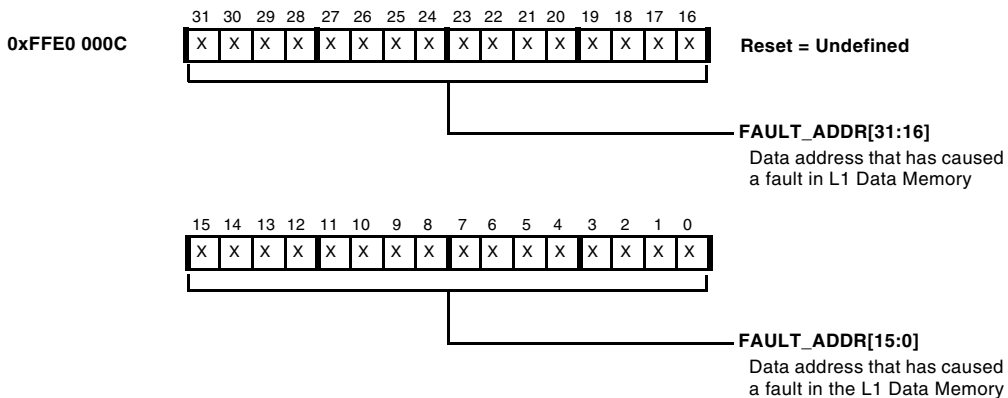 31 30 29 28 27 26 25 24 23 22 21 20 19 18 17 16
0xFFE0 000C X X X X X X X X X X X X X X X X Reset = Undefined
FAULT_ADDR[31:16]
Data address that has caused
a fault in L1 Data Memory
15 14 13 12 11 10 9 8 7 6 5 4 3 2 1 0
X X X X X X X X X X X X X X X X
FAULT_ADDR[15:0]
Data address that has caused
a fault in the L1 Data Memory